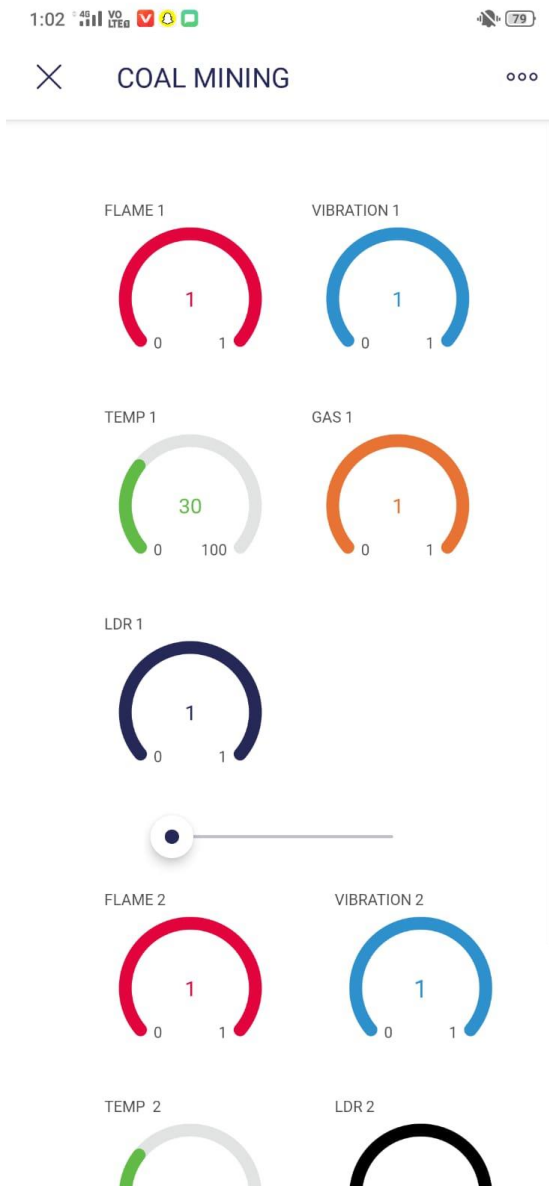 1:02 4G VO LTE 79
COAL MINING
FLAME 1 VIBRATION 1
1 1
0 1 0 1
TEMP 1 GAS 1
30 1
0 100 0 1
LDR 1
1
0 1
FLAME 2 VIBRATION 2
1 1
0 1 0 1
TEMP 2 LDR 2